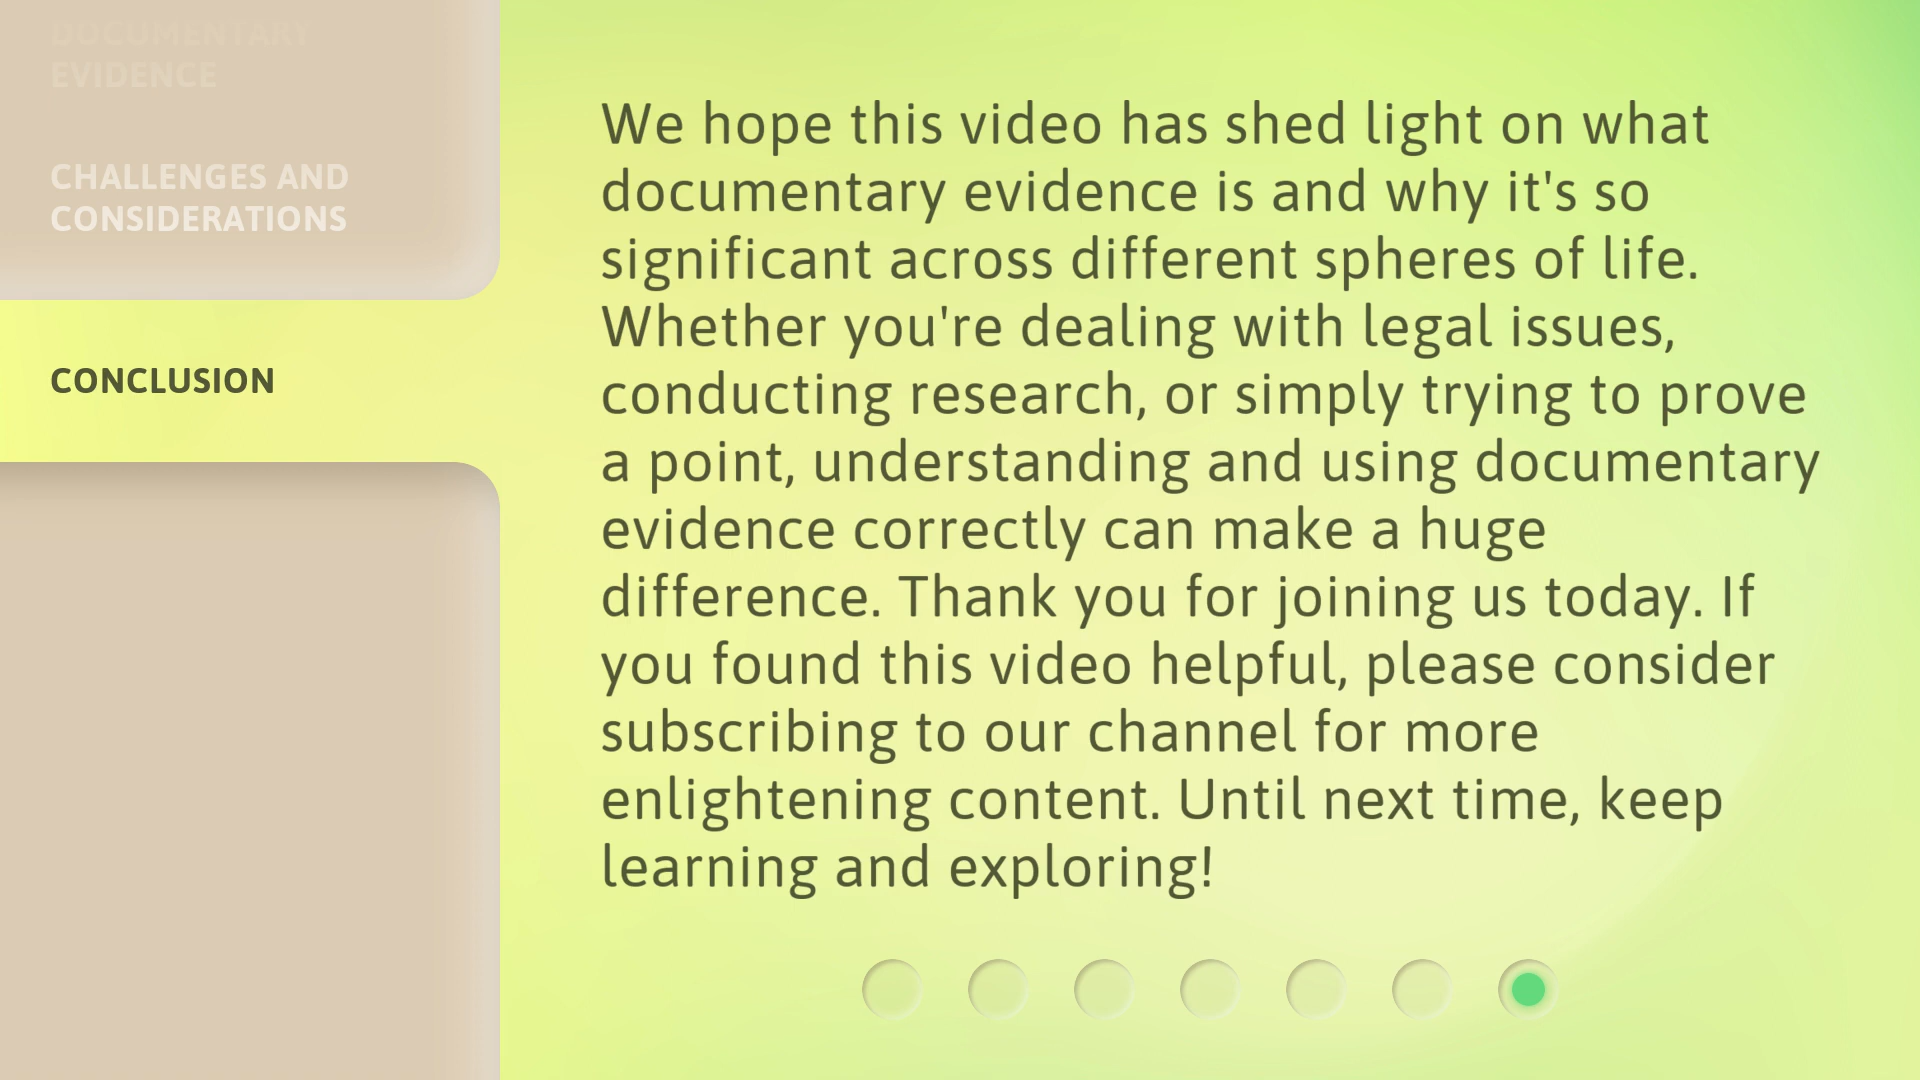 DOCUMENTARY
EVIDENCE
CHALLENGES AND
CONSIDERATIONS
CONCLUSION
We hope this video has shed light on what
documentary evidence is and why it's so
significant across different spheres of life.
Whether you're dealing with legal issues,
conducting research, or simply trying to prove
a point, understanding and using documentary
evidence correctly can make a huge
difference. Thank you for joining us today. If
you found this video helpful, please consider
subscribing to our channel for more
enlightening content. Until next time, keep
learning and exploring!